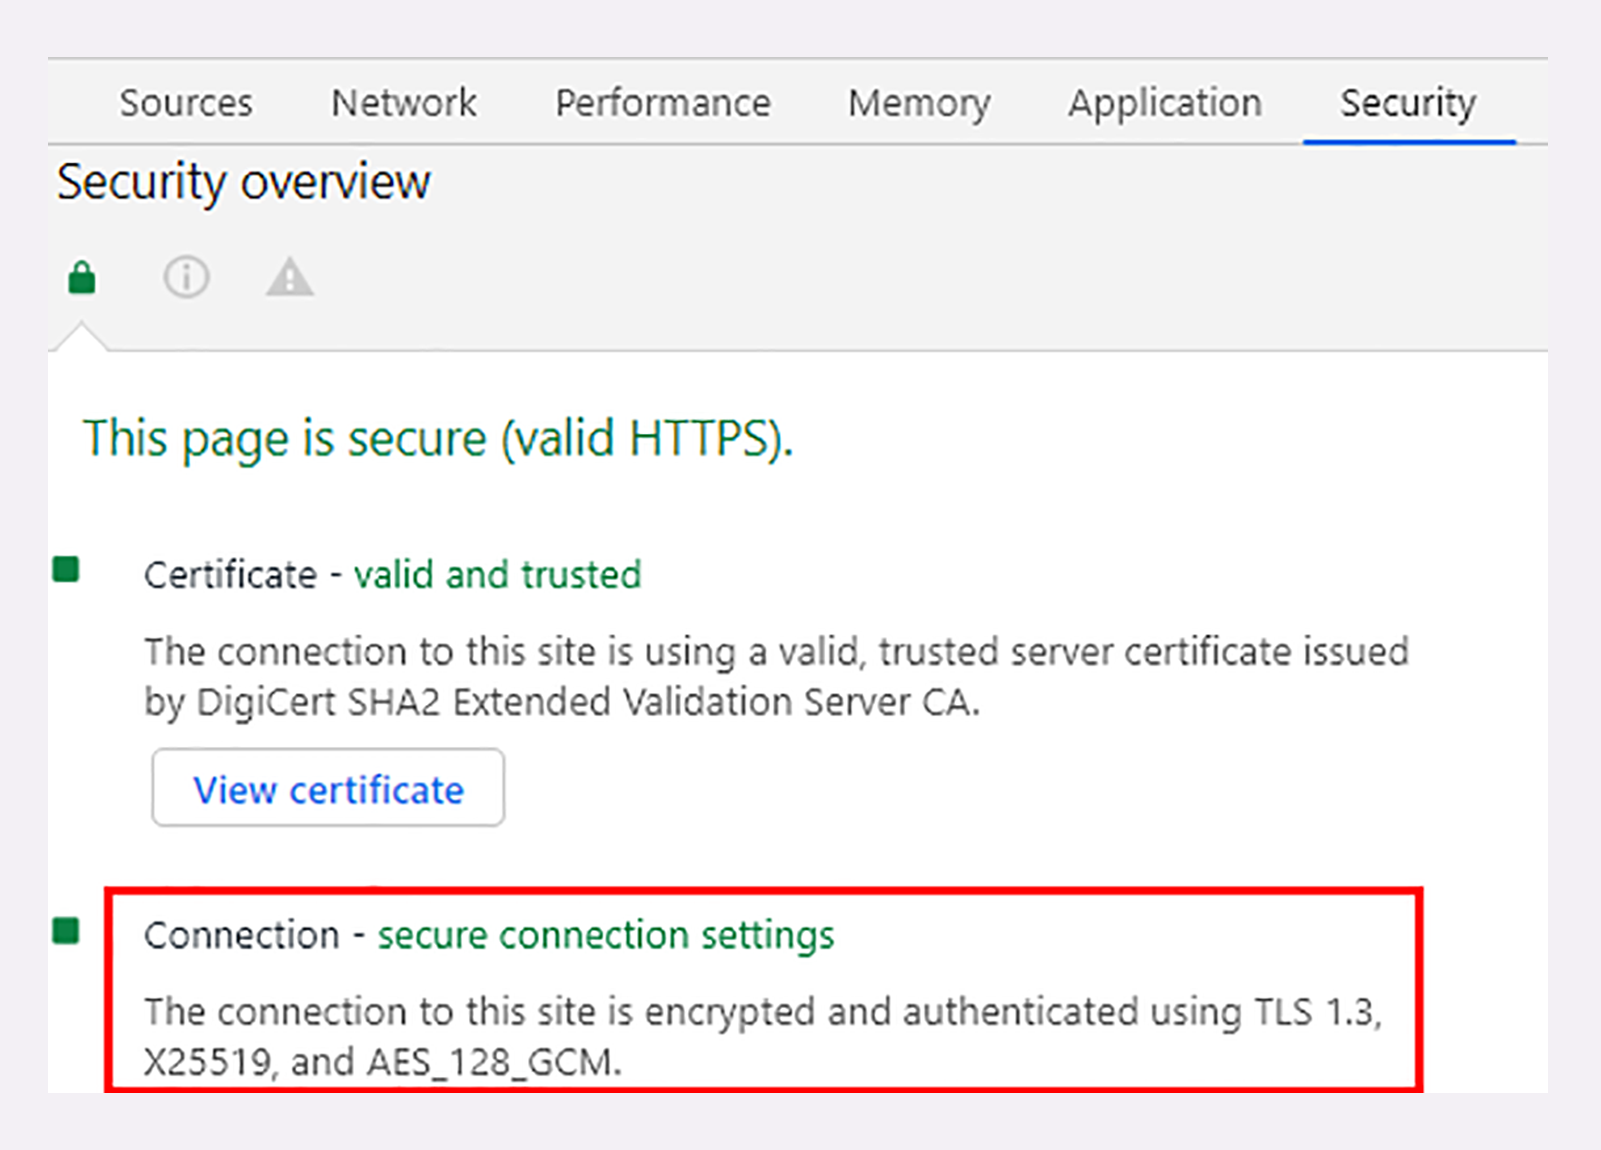 Sources Network Performance Memory Application Security
Security overview
This page is secure (valid HTTPS).
Certificate - valid and trusted
The connection to this site is using a valid, trusted server certificate issued
by DigiCert SHA2 Extended Validation Server CA.
View certificate
Connection - secure connection settings
The connection to this site is encrypted and authenticated using TLS 1.3,
X25519, and AES_128_GCM.